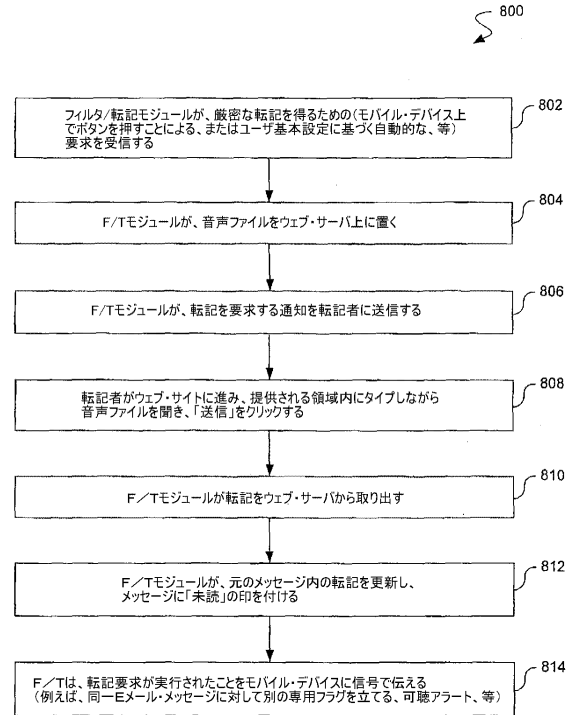 800
フィルタ/転記モジュールが、厳密な転記を得るための(モバイル・デバイス上
でボタンを押すことによる、またはユーザ基本設定に基づく自動的な、等)
要求を受信する
802
F/Tモジュールが、音声ファイルをウェブ・サーバ上に置く
804
F/Tモジュールが、転記を要求する通知を転記者に送信する
806
転記者がウェブ・サイトに進み、提供される領域内にタイプしながら
音声ファイルを聞き、「送信」をクリックする
808
F／Tモジュールが転記をウェブ・サーバから取り出す
810
F／Tモジュールが、元のメッセージ内の転記を更新し、
メッセージに「未読」の印を付ける
812
F／Tは、転記要求が実行されたことをモバイル・デバイスに信号で伝える
(例えば、同一Eメール・メッセージに対して別の専用フラグを立てる、可聴アラート、等)
814